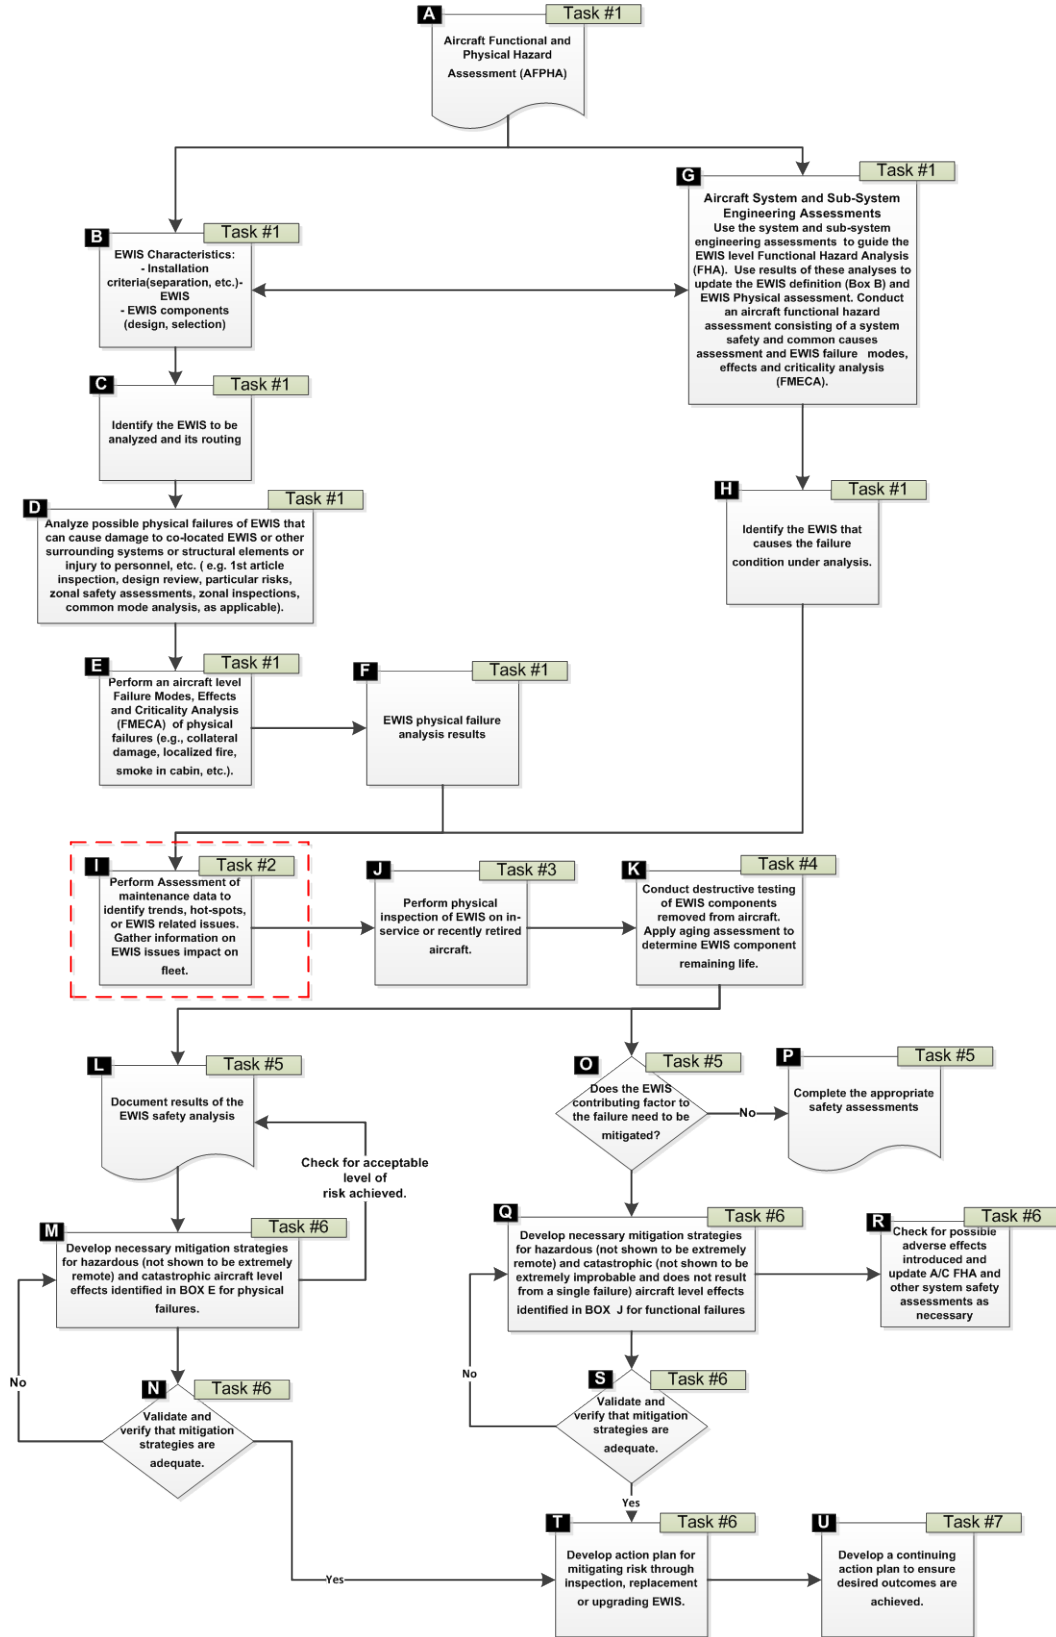 A
Task #1
Aircraft Functional and
Physical Hazard
Assessment (AFPHA)
G
Task #1
Aircraft System and Sub-System
Engineering Assessments
Use the system and sub-system
engineering assessments to guide the
EWIS level Functional Hazard Analysis
(FHA). Use results of these analyses to
update the EWIS definition (Box B) and
EWIS Physical assessment. Conduct
an aircraft functional hazard
assessment consisting of a system
safety and common causes
assessment and EWIS failure modes,
effects and criticality analysis
(FMECA).
B
Task #1
EWIS Characteristics:
- Installation
criteria(separation, etc.)-
EWIS
- EWIS components
(design, selection)
C
Task #1
Identify the EWIS to be
analyzed and its routing
D
Task #1
Analyze possible physical failures of EWIS that
can cause damage to co-located EWIS or other
surrounding systems or structural elements or
injury to personnel, etc. ( e.g. 1st article
inspection, design review, particular risks,
zonal safety assessments, zonal inspections,
common mode analysis, as applicable).
H
Task #1
Identify the EWIS that
causes the failure
condition under analysis.
E
Task #1
Perform an aircraft level
Failure Modes, Effects
and Criticality Analysis
(FMECA) of physical
failures (e.g., collateral
damage, localized fire,
smoke in cabin, etc.).
F
Task #1
EWIS physical failure
analysis results
I
Task #2
Perform Assessment of
maintenance data to
identify trends, hot-spots,
or EWIS related issues.
Gather information on
EWIS issues impact on
fleet.
J
Task #3
Perform physical
inspection of EWIS on in-
service or recently retired
aircraft.
K
Task #4
Conduct destructive testing
of EWIS components
removed from aircraft.
Apply aging assessment to
determine EWIS component
remaining life.
L
Task #5
Document results of the
EWIS safety analysis
O
Task #5
Does the EWIS
contributing factor to
the failure need to be
mitigated?
No
P
Task #5
Complete the appropriate
safety assessments
Check for acceptable
level of
risk achieved.
M
Task #6
Develop necessary mitigation strategies
for hazardous (not shown to be extremely
remote) and catastrophic aircraft level
effects identified in BOX E for physical
failures.
Q
Task #6
Develop necessary mitigation strategies
for hazardous (not shown to be extremely
remote) and catastrophic (not shown to be
extremely improbable and does not result
from a single failure) aircraft level effects
identified in BOX J for functional failures
R
Task #6
Check for possible
adverse effects
introduced and
update A/C FHA and
other system safety
assessments as
necessary
No
N
Task #6
Validate and
verify that mitigation
strategies are
adequate.
No
S
Task #6
Validate and
verify that mitigation
strategies are
adequate.
Yes
Yes
T
Task #6
Develop action plan for
mitigating risk through
inspection, replacement
or upgrading EWIS.
U
Task #7
Develop a continuing
action plan to ensure
desired outcomes are
achieved.